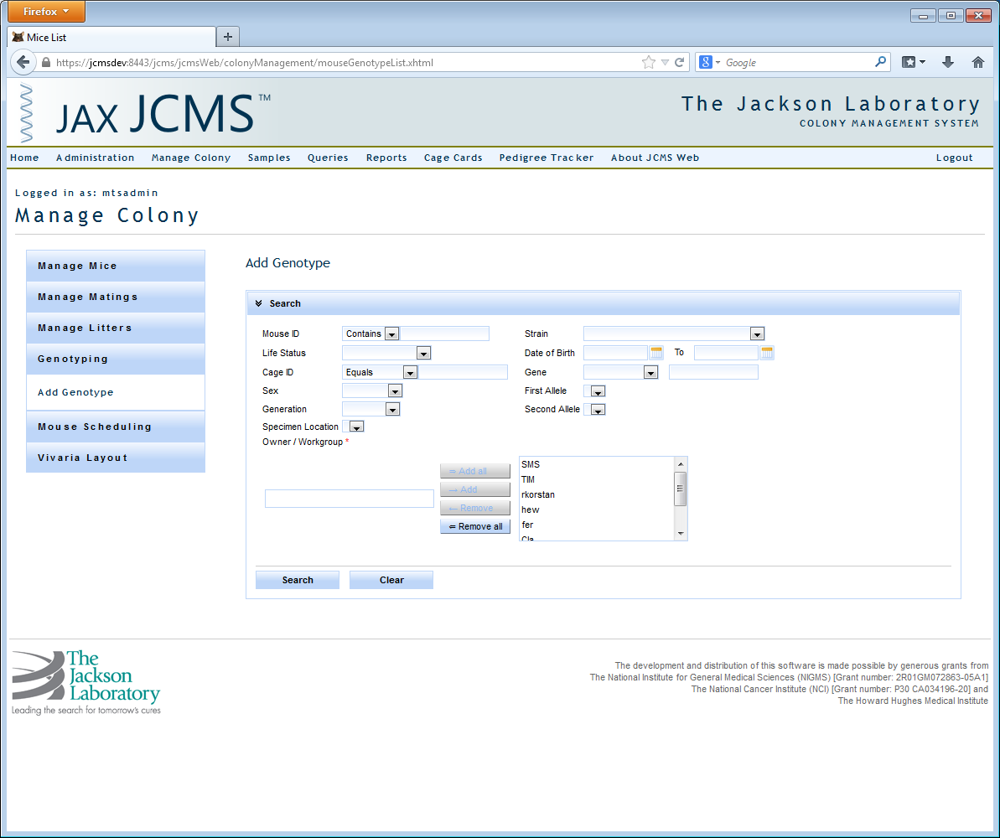 Firefox
Mice List
https://jcmsdev:8443/jcms/jcmsWeb/colonyManagement/mouseGenotypeList.xhtml
8 Google
JAX JCMS™
The Jackson Laboratory
COLONY MANAGEMENT SYSTEM
Home Administration Manage Colony Samples Queries Reports Cage Cards Pedigree Tracker About JCMS Web Logout
Logged in as: mtsadmin
Manage Colony
Manage Mice
Manage Matings
Manage Litters
Genotyping
Add Genotype
Mouse Scheduling
Vivaria Layout
Add Genotype
Search
Mouse ID Contains Strain
Life Status Date of Birth To
Cage ID Equals Gene
Sex First Allele
Generation Second Allele
Specimen Location
Owner / Workgroup *
⇒ Add all
→ Add
← Remove
⇐ Remove all
SMS
TIM
rkorstan
hew
fer
Cla
Search Clear
The
Jackson
Laboratory
Leading the search for tomorrow's cures
The development and distribution of this software is made possible by generous grants from
The National Institute for General Medical Sciences (NIGMS) [Grant number: 2R01GM072863-05A1]
The National Cancer Institute (NCI) [Grant number: P30 CA034196-20] and
The Howard Hughes Medical Institute